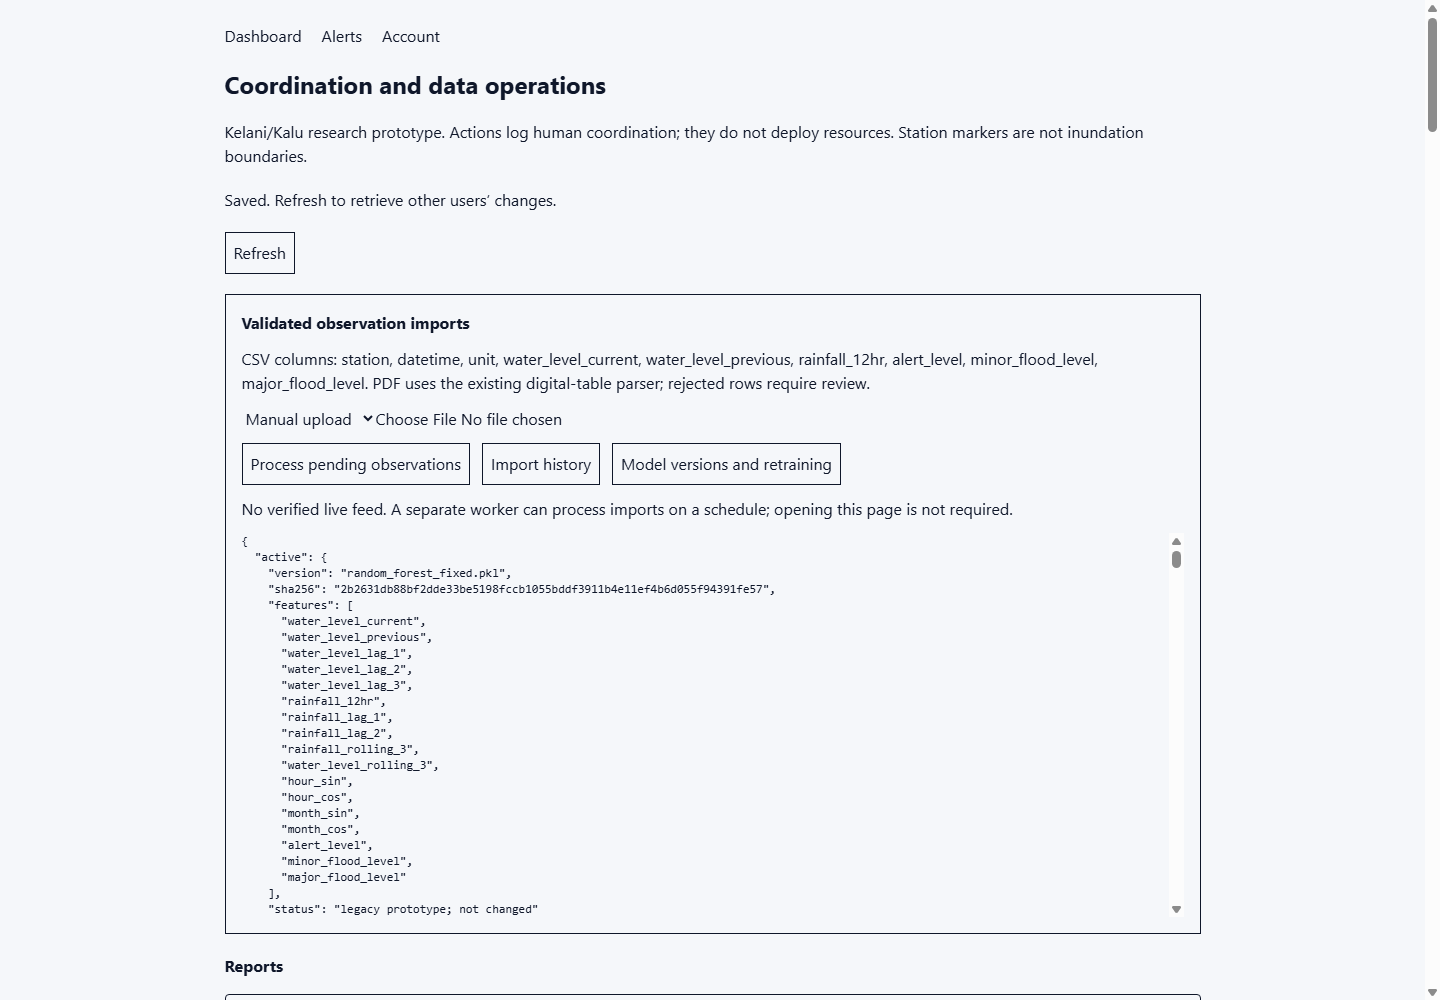 Dashboard Alerts Account
Coordination and data operations
Kelani/Kalu research prototype. Actions log human coordination; they do not deploy resources. Station markers are not inundation
boundaries.
Saved. Refresh to retrieve other users’ changes.
Refresh
Validated observation imports
CSV columns: station, datetime, unit, water_level_current, water_level_previous, rainfall_12hr, alert_level, minor_flood_level,
major_flood_level. PDF uses the existing digital-table parser; rejected rows require review.
Manual upload Choose File No file chosen
Process pending observations Import history Model versions and retraining
No verified live feed. A separate worker can process imports on a schedule; opening this page is not required.
{
  "active": {
    "version": "random_forest_fixed.pkl",
    "sha256": "2b2631db88bf2dde33be5198fccb1055bddf3911b4e11ef4b6d055f94391fe57",
    "features": [
      "water_level_current",
      "water_level_previous",
      "water_level_lag_1",
      "water_level_lag_2",
      "water_level_lag_3",
      "rainfall_12hr",
      "rainfall_lag_1",
      "rainfall_lag_2",
      "rainfall_rolling_3",
      "water_level_rolling_3",
      "hour_sin",
      "hour_cos",
      "month_sin",
      "month_cos",
      "alert_level",
      "minor_flood_level",
      "major_flood_level"
    ],
    "status": "legacy prototype; not changed"
Reports